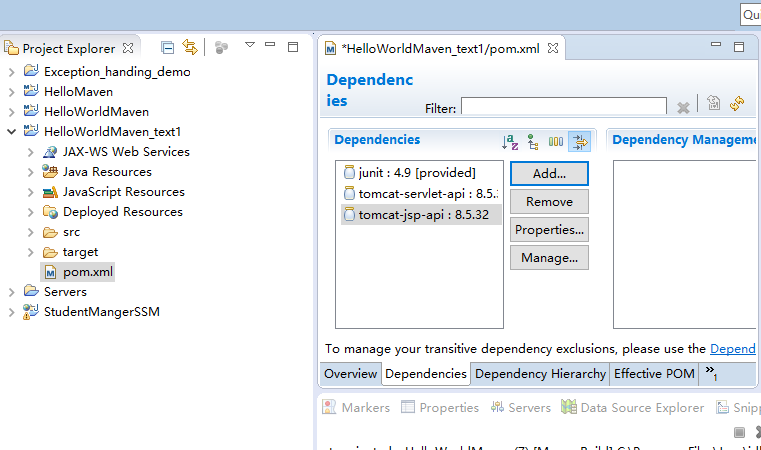 Qui
Project Explorer
Exception_handing_demo
HelloMaven
HelloWorldMaven
HelloWorldMaven_text1
JAX-WS Web Services
Java Resources
JavaScript Resources
Deployed Resources
src
target
pom.xml
Servers
StudentMangerSSM
*HelloWorldMaven_text1/pom.xml
Dependenc
ies
Filter:
Dependencies
junit : 4.9 [provided]
tomcat-servlet-api : 8.5.
tomcat-jsp-api : 8.5.32
Add...
Remove
Properties...
Manage...
Dependency Manageme
To manage your transitive dependency exclusions, please use the Depend
Overview
Dependencies
Dependency Hierarchy
Effective POM
»1
Markers
Properties
Servers
Data Source Explorer
Snipp